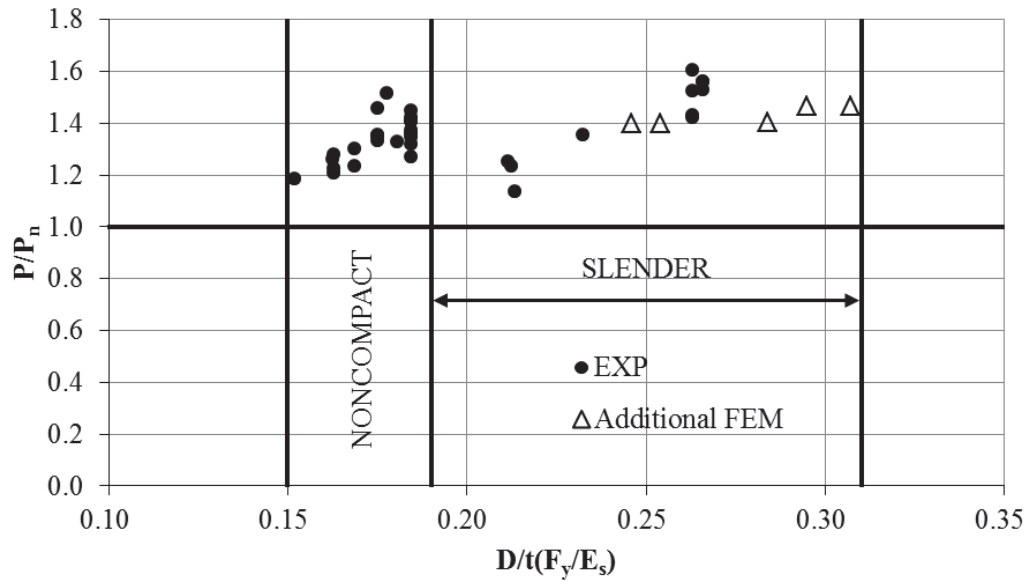 1.8
1.6
1.4
1.2
1.0
0.8
0.6
0.4
0.2
0.0
P/Pn
NONCOMPACT
SLENDER
EXP
Additional FEM
0.10 0.15 0.20 0.25 0.30 0.35
D/t(Fy/Es)